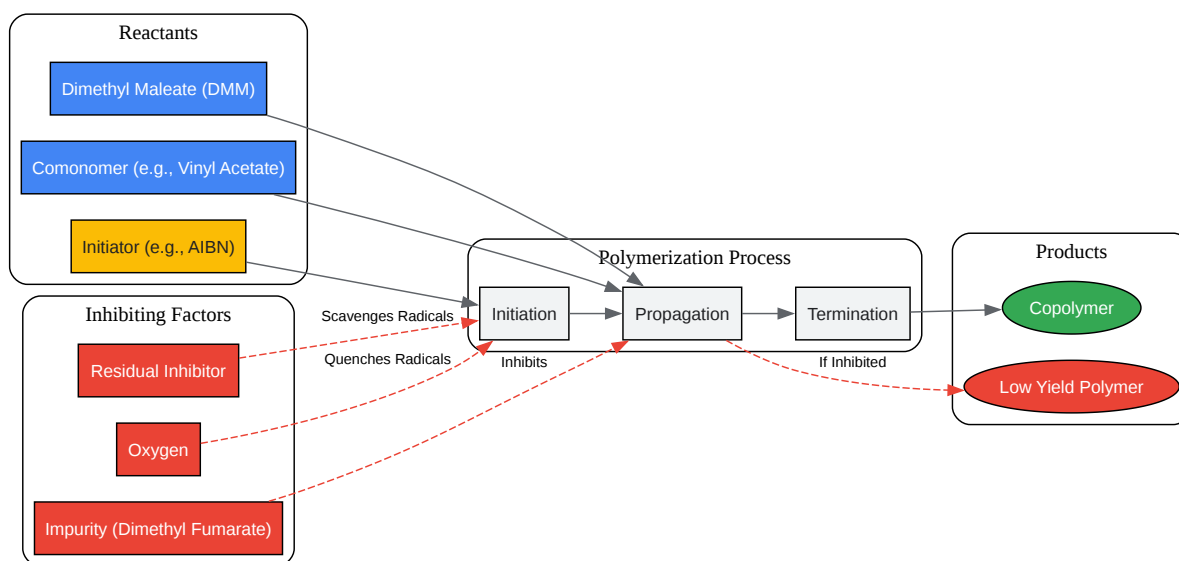 Reactants
Dimethyl Maleate (DMM)
Comonomer (e.g., Vinyl Acetate)
Initiator (e.g., AIBN)
Inhibiting Factors
Residual Inhibitor
Oxygen
Impurity (Dimethyl Fumarate)
Scavenges Radicals
Quenches Radicals
Inhibits
Polymerization Process
Initiation
Propagation
Termination
If Inhibited
Products
Copolymer
Low Yield Polymer